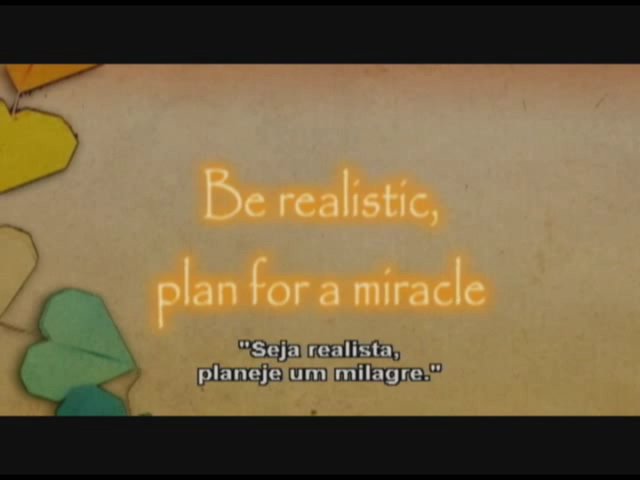 Be realistic,
plan for a miracle
"Seja realista,
planeje um milagre."